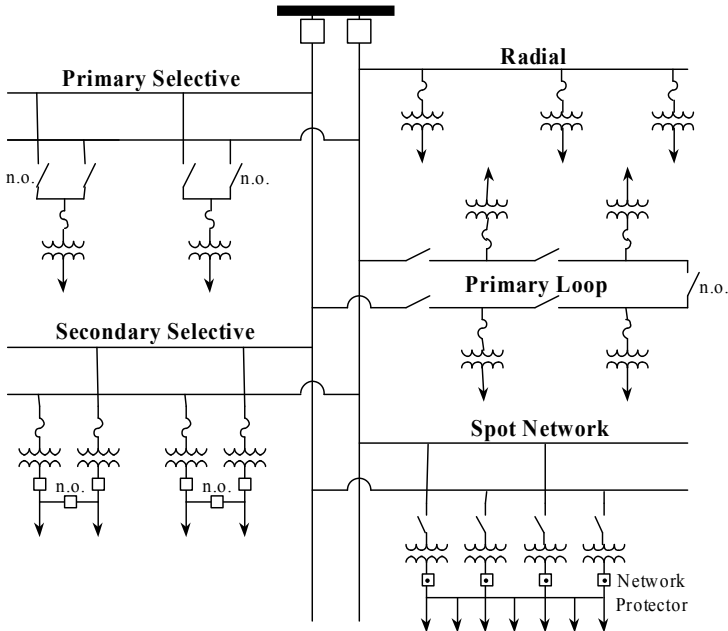 Radial
Primary Selective
n.o.
n.o.
Primary Loop
n.o.
Secondary Selective
Spot Network
n.o.
n.o.
Network
Protector